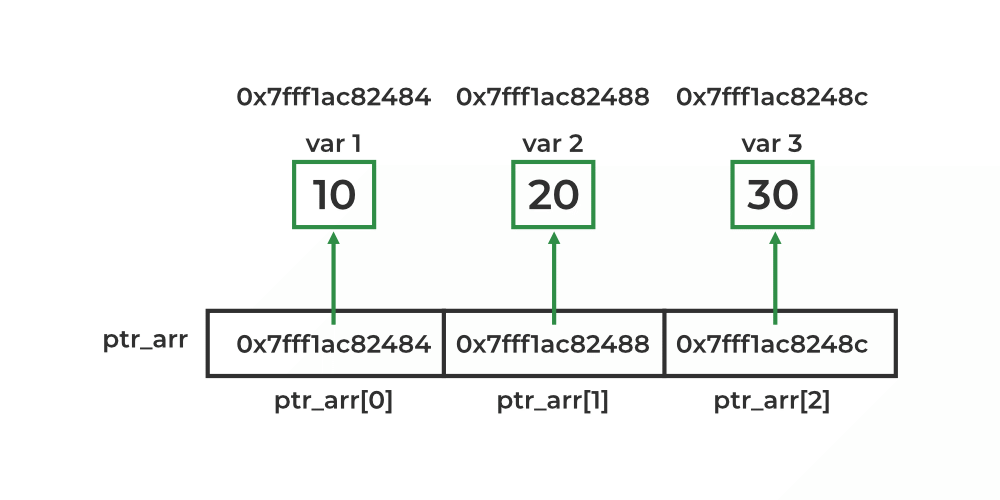 0x7fff1ac82484 0x7fff1ac82488 0x7fff1ac8248c
var 1 var 2 var 3
10 20 30
ptr_arr 0x7fff1ac82484 0x7fff1ac82488 0x7fff1ac8248c
ptr_arr[0] ptr_arr[1] ptr_arr[2]